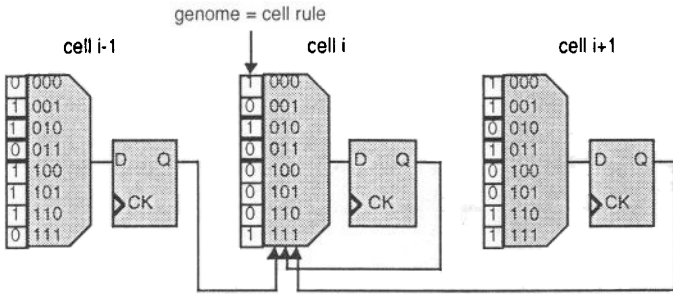 genome = cell rule
cell i-1 cell i cell i+1
0 000 1 000 1 000
1 001 0 001 1 001
1 010 1 010 0 010
0 011 0 011 1 011
1 100 D Q 0 100 D Q 0 100 D Q
1 101 0 101 0 101
1 110 CK 0 110 CK 110 CK
0 111 1 111 1 111